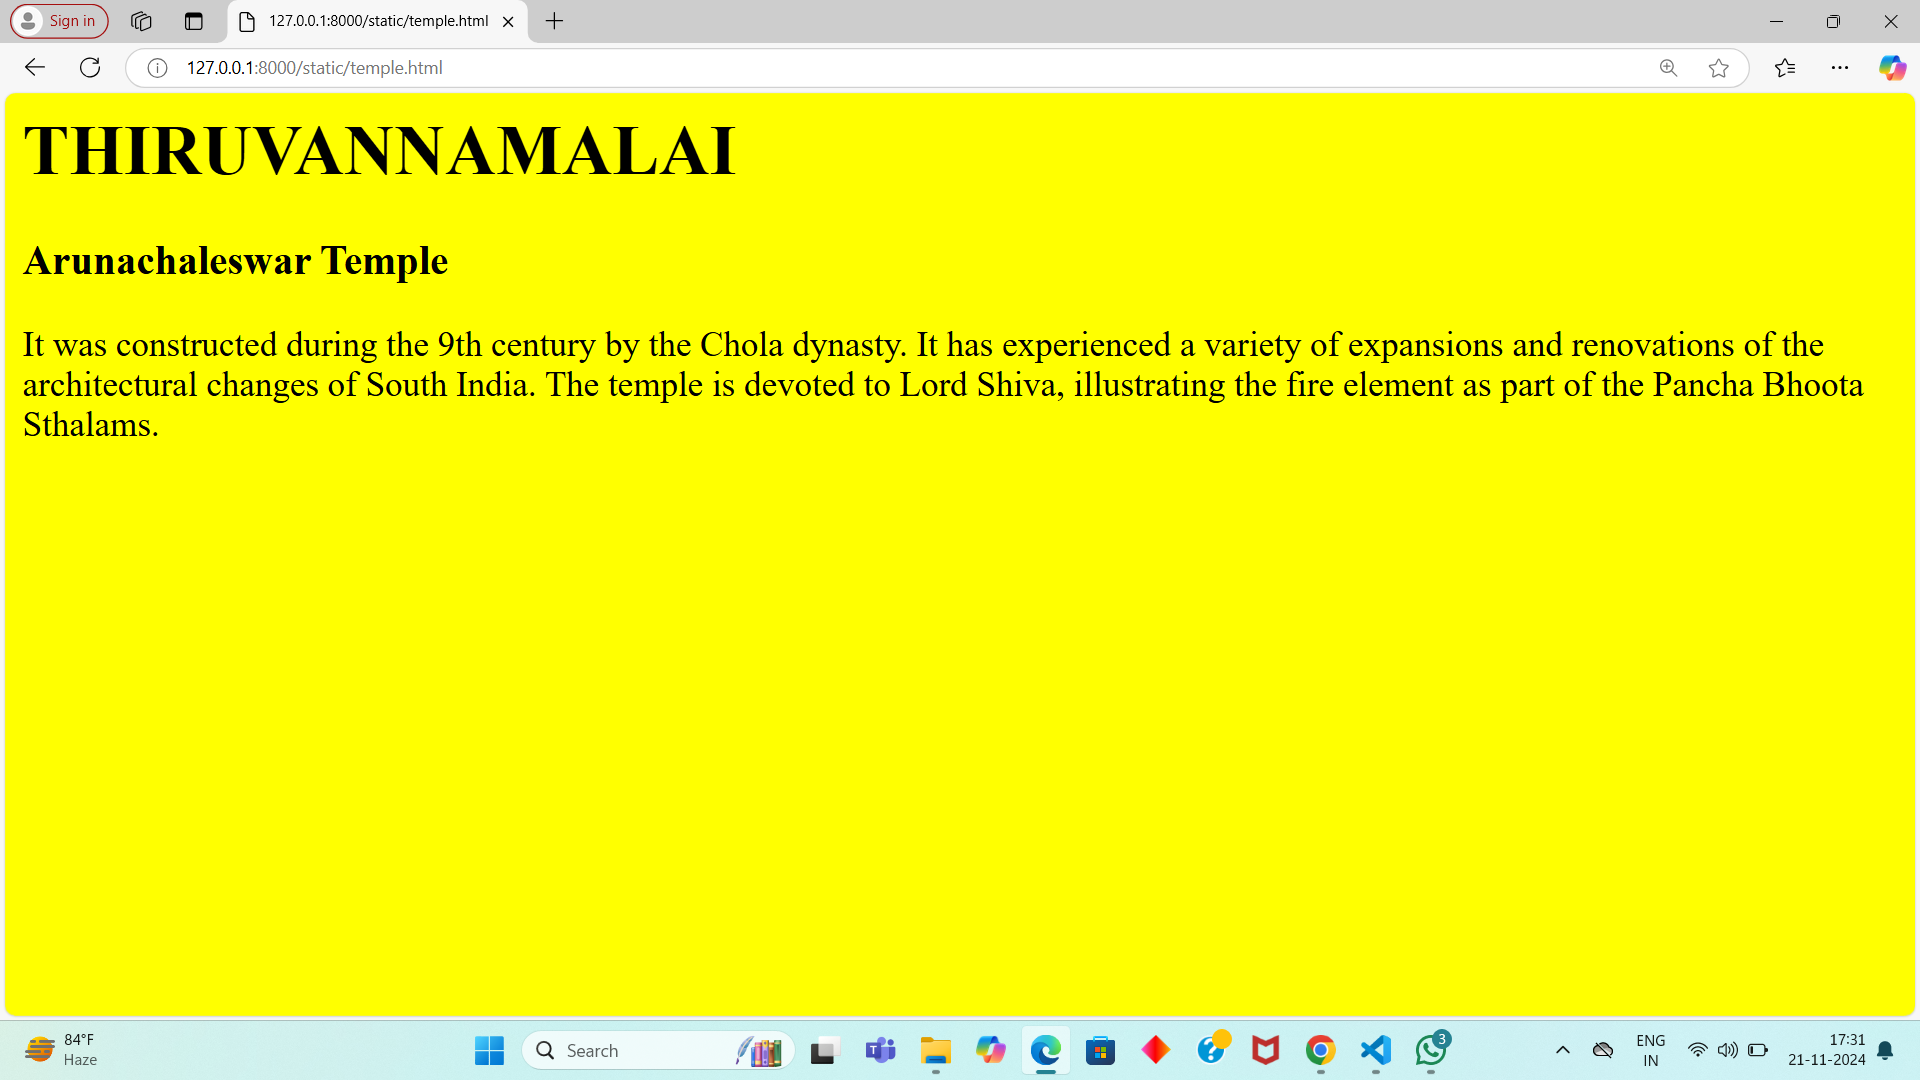 Sign in
127.0.0.1:8000/static/temple.html
127.0.0.1:8000/static/temple.html
THIRUVANNAMALAI
Arunachaleswar Temple
It was constructed during the 9th century by the Chola dynasty. It has experienced a variety of expansions and renovations of the
architectural changes of South India. The temple is devoted to Lord Shiva, illustrating the fire element as part of the Pancha Bhoota
Sthalams.
84°F
Haze
Search
3
ENG
IN
17:31
21-11-2024